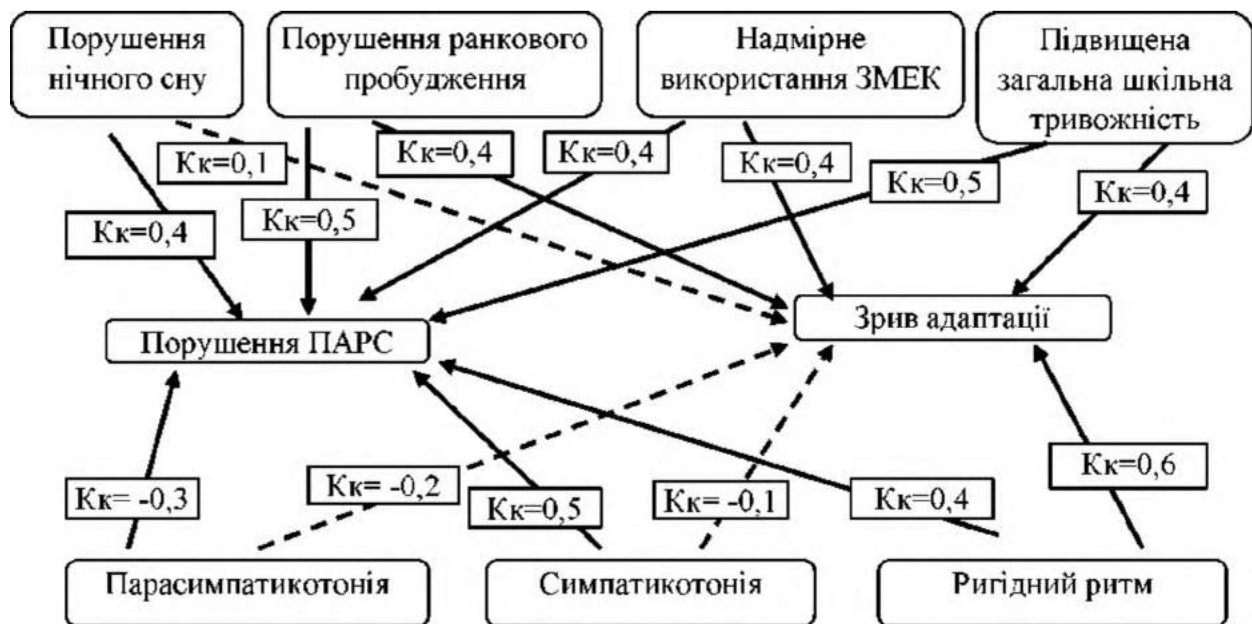 Порушення
нічного сну
Порушення ранкового
пробудження
Надмірне
використання ЗМЕК
Підвищена
загальна шкільна
тривожність
Кк=0,1
Кк=0,4
Кк=0,4
Кк=0,4
Кк=0,5
Кк=0,4
Кк=0,5
Кк=0,4
Порушення ПАРС
Зрив адаптації
Кк= -0,3
Кк= -0,2
Кк=0,5
Кк= -0,1
Кк=0,4
Кк=0,6
Парасимпатикотонія
Симпатикотонія
Ригідний ритм